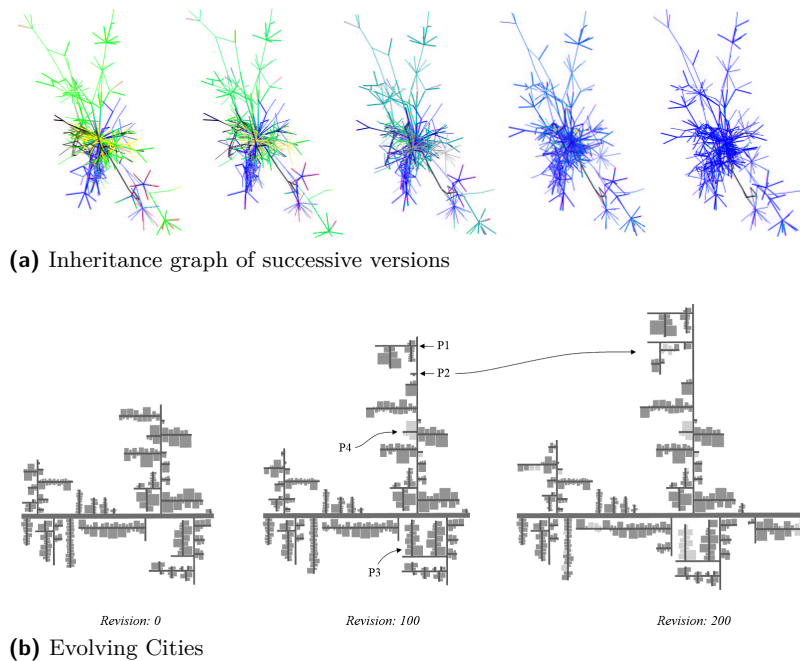 (a) Inheritance graph of successive versions
P1
P2
P4
P3
Revision: 0
Revision: 100
Revision: 200
(b) Evolving Cities